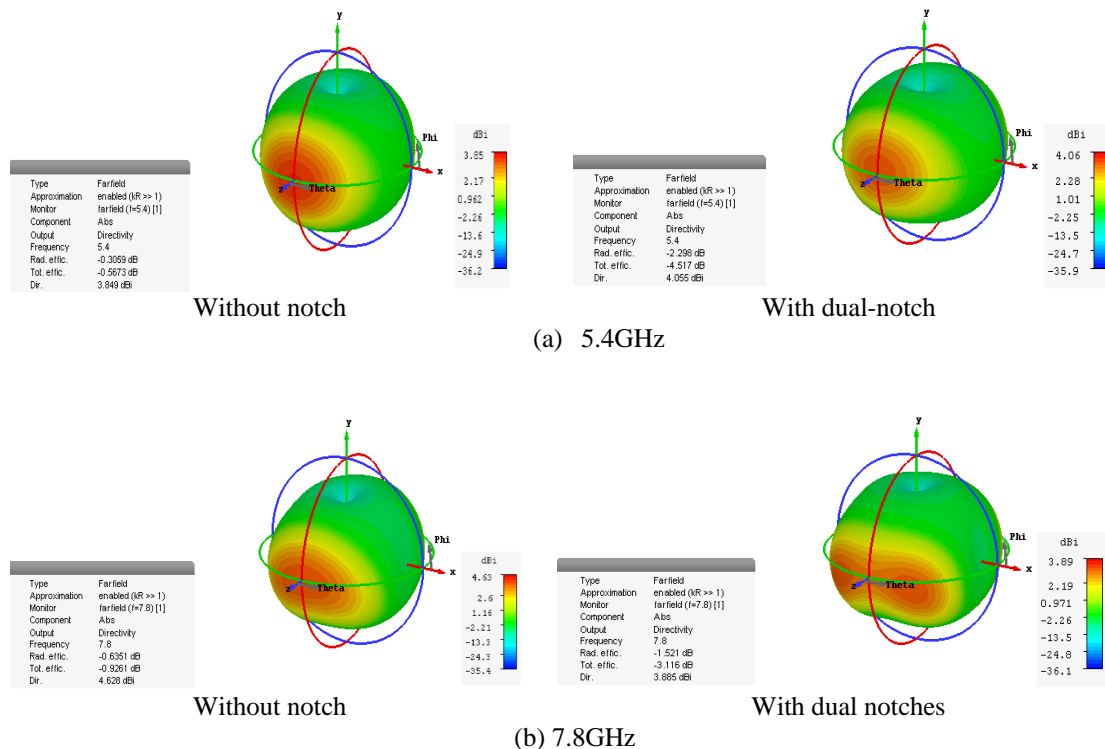 y
Phi
x
z
Theta
dBi
3.85
2.17
0.962
-2.26
-13.6
-24.9
-36.2
Type Farfield
Approximation enabled (kR >> 1)
Monitor farfield (f=5.4) [1]
Component Abs
Output Directivity
Frequency 5.4
Rad. effic. -0.3059 dB
Tot. effic. -0.5673 dB
Dir. 3.849 dBi
Without notch
y
Phi
x
z
Theta
dBi
4.06
2.28
1.01
-2.25
-13.5
-24.7
-35.9
Type Farfield
Approximation enabled (kR >> 1)
Monitor farfield (f=5.4) [1]
Component Abs
Output Directivity
Frequency 5.4
Rad. effic. -2.298 dB
Tot. effic. -4.517 dB
Dir. 4.055 dBi
With dual-notch
(a) 5.4GHz
y
Phi
x
z
Theta
dBi
4.63
2.6
1.16
-2.21
-13.3
-24.3
-35.4
Type Farfield
Approximation enabled (kR >> 1)
Monitor farfield (f=7.8) [1]
Component Abs
Output Directivity
Frequency 7.8
Rad. effic. -0.6351 dB
Tot. effic. -0.9261 dB
Dir. 4.628 dBi
Without notch
y
Phi
x
z
Theta
dBi
3.89
2.19
0.971
-2.26
-13.5
-24.8
-36.1
Type Farfield
Approximation enabled (kR >> 1)
Monitor farfield (f=7.8) [1]
Component Abs
Output Directivity
Frequency 7.8
Rad. effic. -1.521 dB
Tot. effic. -3.116 dB
Dir. 3.885 dBi
With dual notches
(b) 7.8GHz